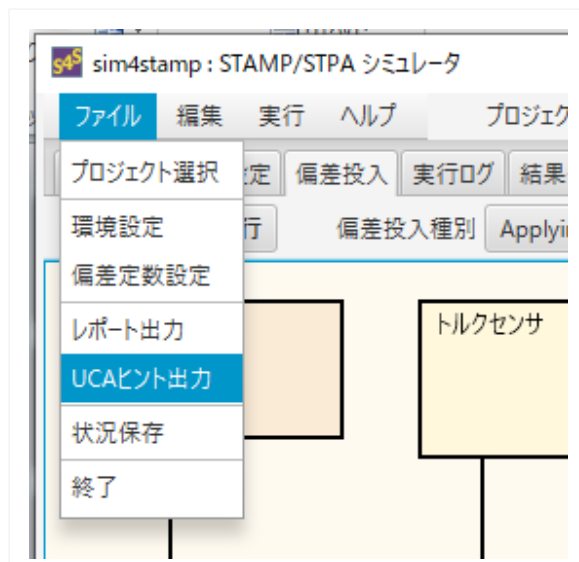 sim4stamp : STAMP/STPA シミュレータ
ファイル 編集 実行 ヘルプ プロジェク
定 偏差投入 実行ログ 結果
行 偏差投入種別 Applyin
プロジェクト選択
環境設定
偏差定数設定
レポート出力
UCAヒント出力
状況保存
終了
トルクセンサ